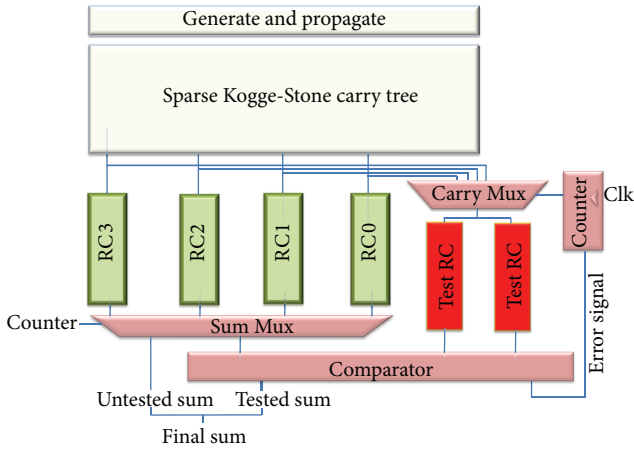 Generate and propagate
Sparse Kogge-Stone carry tree
Carry Mux
Counter
Clk
RC3
RC2
RC1
RC0
Test RC
Test RC
Error signal
Counter
Sum Mux
Comparator
Untested sum
Tested sum
Final sum